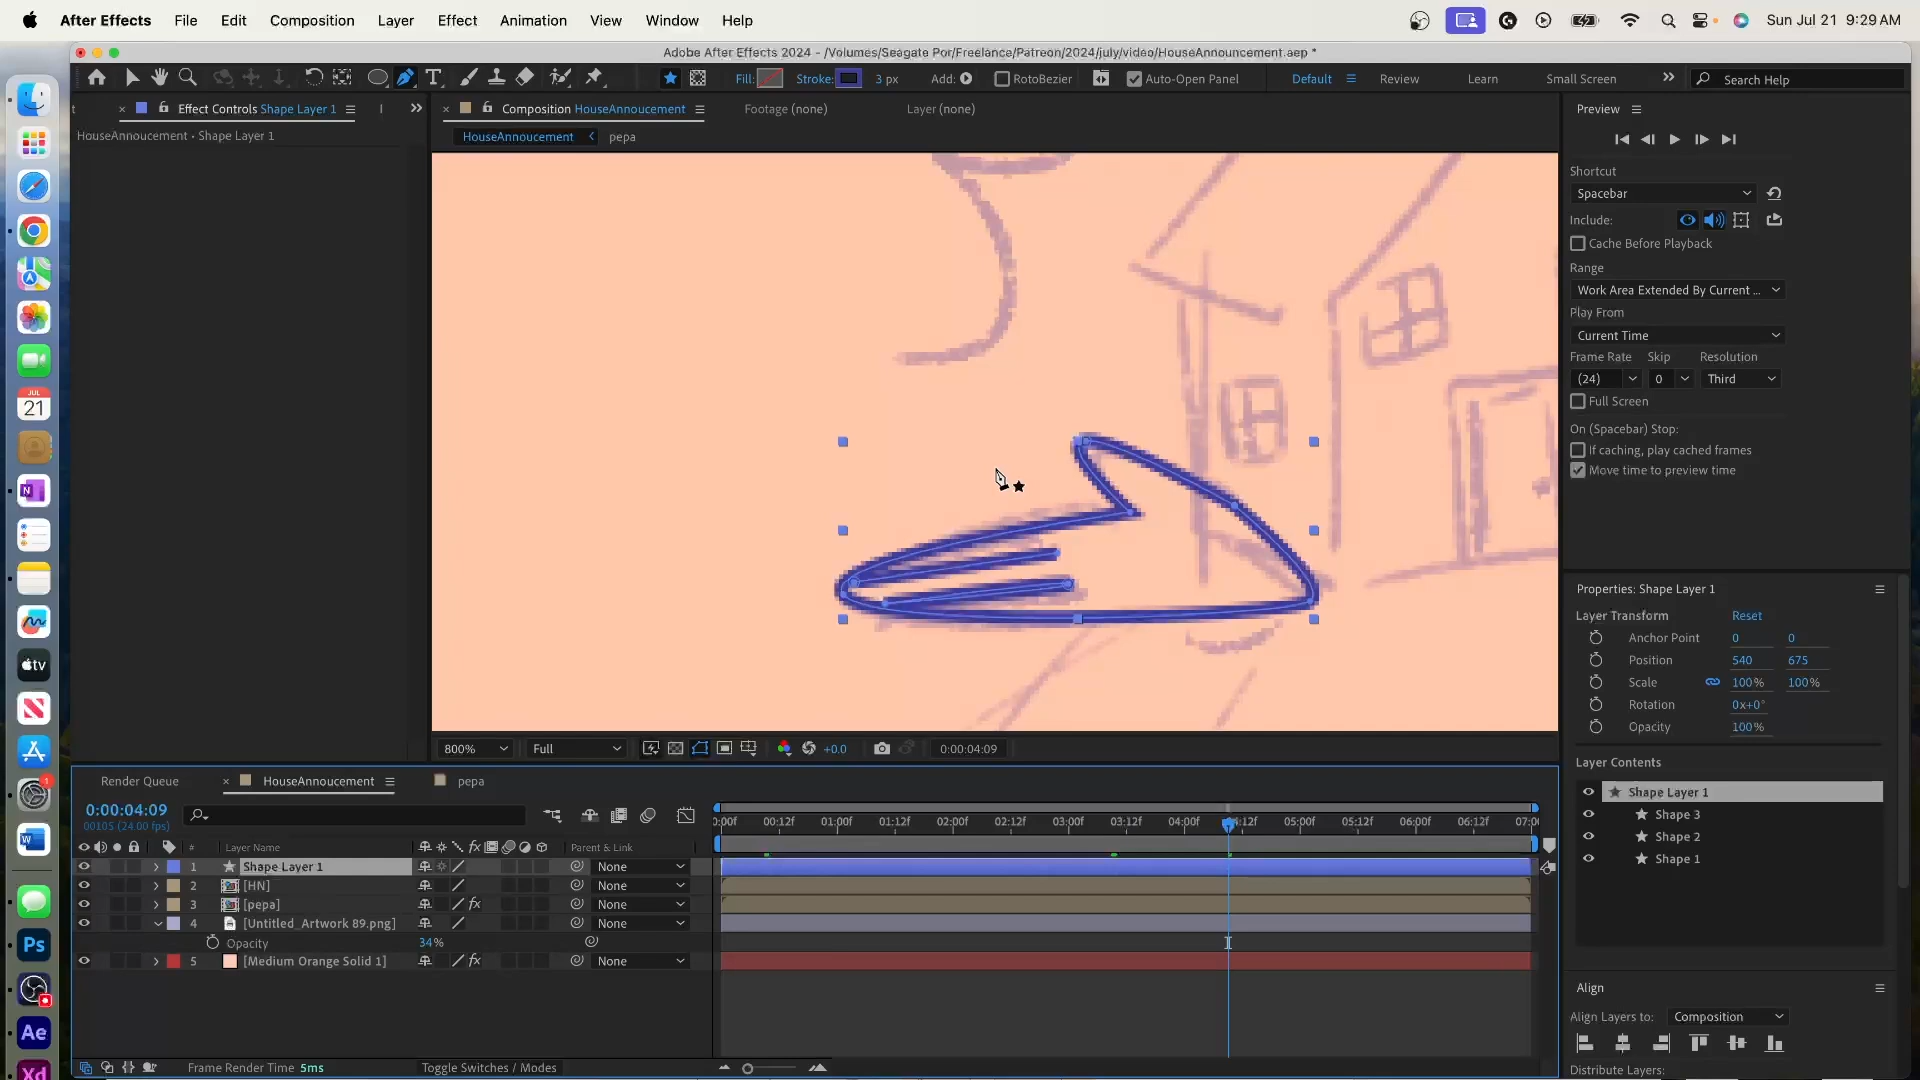 After Effects File Edit Composition Layer Effect Animation View Window Help Sun Jul 21 9:29 AM
Adobe After Effects 2024 - /Volumes/Seagate Por/Freelance/Patreon/2024/july/video/HouseAnnouncement.aep *
Fill: Stroke: 3 px Add: RotoBezier Auto-Open Panel Default Review Learn Small Screen Search Help
t Effect Controls Shape Layer 1
Composition HouseAnnoucement Footage (none) Layer (none)
HouseAnnoucement • Shape Layer 1
HouseAnnoucement pepa
Preview
Shortcut
Spacebar
Include:
Cache Before Playback
Range
Work Area Extended By Current ...
Play From
Current Time
Frame Rate Skip Resolution
(24) 0 Third
Full Screen
On (Spacebar) Stop:
If caching, play cached frames
Move time to preview time
Properties: Shape Layer 1
Layer Transform Reset
Anchor Point 0 0
Position 540 675
Scale 100% 100%
Rotation 0x+0°
Opacity 100%
Layer Contents
Shape Layer 1
Shape 3
Shape 2
Shape 1
Align
Align Layers to: Composition
Distribute Layers:
800% Full +0.0 0:00:04:09
Render Queue HouseAnnoucement pepa
0:00:04:09
00105 (24.00 fps)
0:00f 00:12f 01:00f 01:12f 02:00f 02:12f 03:00f 03:12f 04:00f 04:12f 05:00f 05:12f 06:00f 06:12f 07:0
# Layer Name fx Parent & Link
1 Shape Layer 1 None
2 [HN] None
3 [pepa] fx None
4 [Untitled_Artwork 89.png] None
Opacity 34%
5 [Medium Orange Solid 1] fx None
Frame Render Time 5ms Toggle Switches / Modes
JUL
21
tv
1
Ps
Ae
Xd